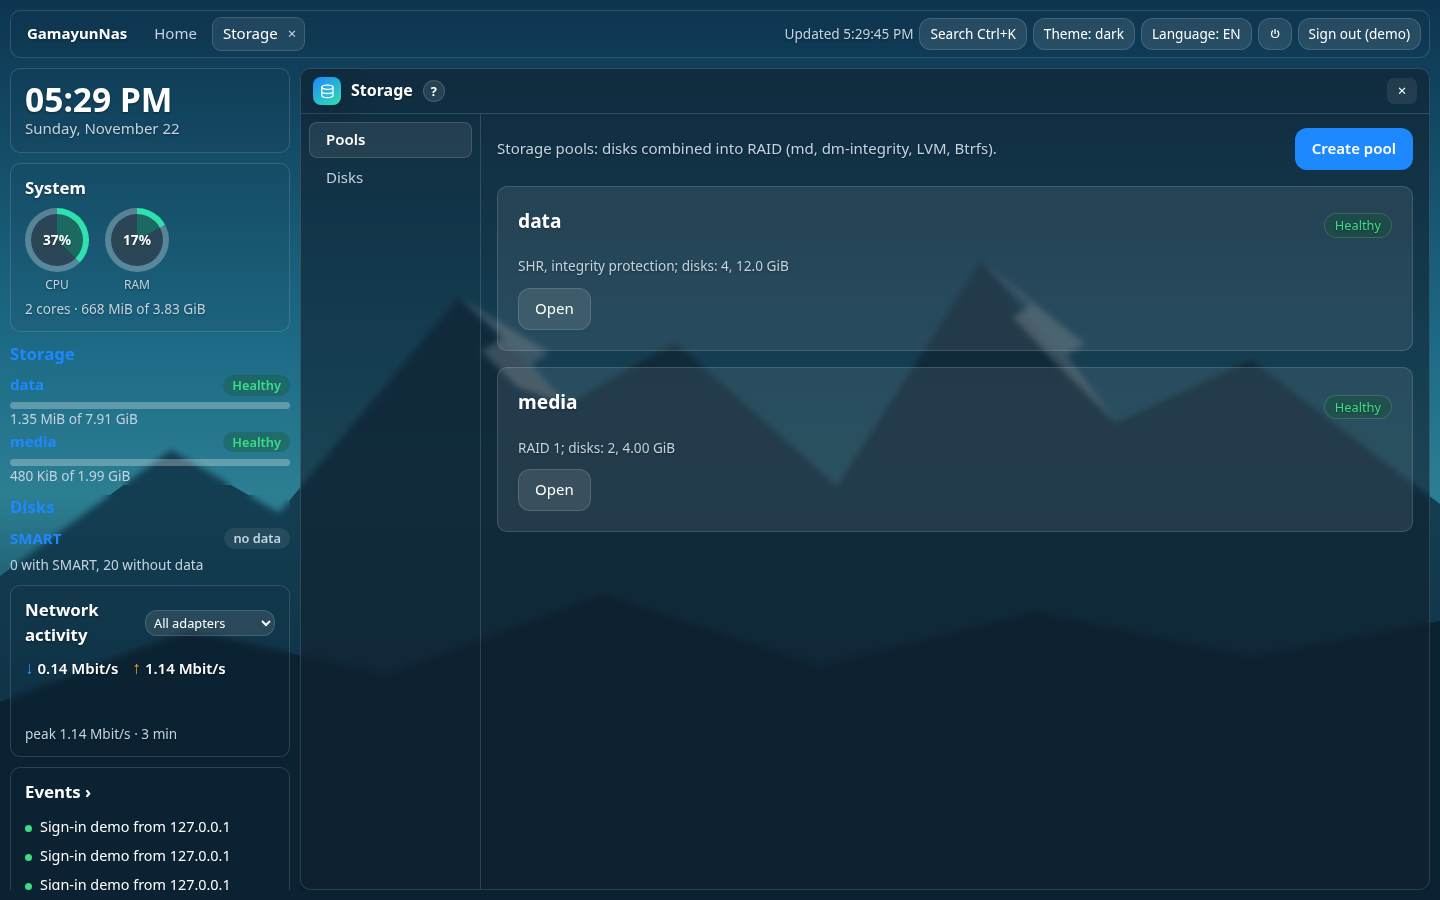 GamayunNas Home Storage × Updated 5:29:45 PM Search Ctrl+K Theme: dark Language: EN Sign out (demo)
05:29 PM
Sunday, November 22
System
37% 17%
CPU RAM
2 cores · 668 MiB of 3.83 GiB
Storage
data Healthy
1.35 MiB of 7.91 GiB
media Healthy
480 KiB of 1.99 GiB
Disks
SMART no data
0 with SMART, 20 without data
Network
activity
All adapters
↓ 0.14 Mbit/s ↑ 1.14 Mbit/s
peak 1.14 Mbit/s · 3 min
Events ›
Sign-in demo from 127.0.0.1
Sign-in demo from 127.0.0.1
Sign-in demo from 127.0.0.1
Storage ? ×
Pools
Disks
Storage pools: disks combined into RAID (md, dm-integrity, LVM, Btrfs).
Create pool
data
Healthy
SHR, integrity protection; disks: 4, 12.0 GiB
Open
media
Healthy
RAID 1; disks: 2, 4.00 GiB
Open